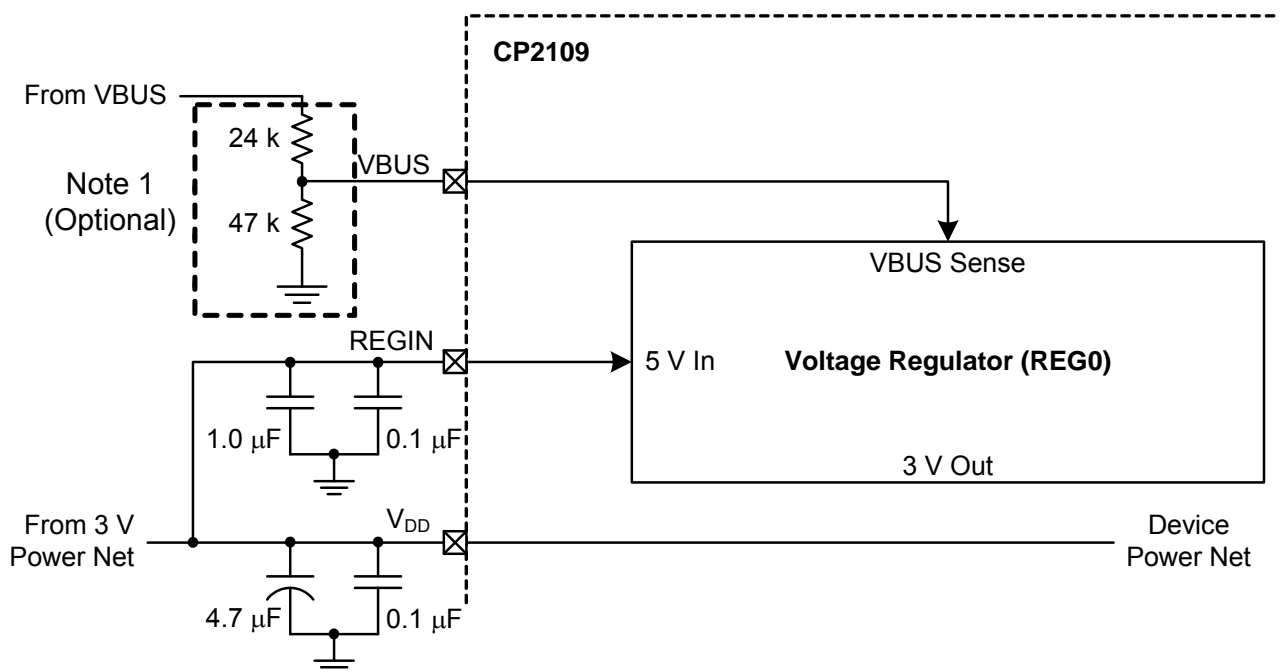 CP2109
From VBUS
24 k
VBUS
Note 1
(Optional)
47 k
VBUS Sense
REGIN
5 V In
Voltage Regulator (REG0)
1.0 μF
0.1 μF
3 V Out
From 3 V
Power Net
VDD
Device
Power Net
4.7 μF
0.1 μF